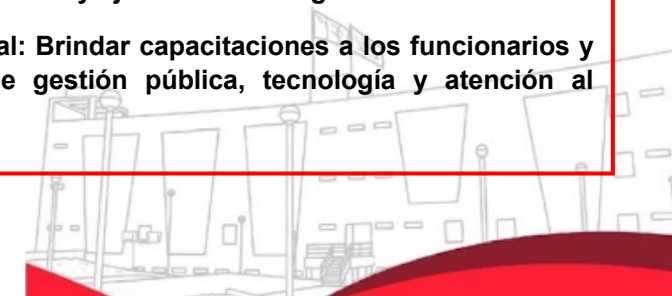 al: Brindar capacitaciones a los funcionarios y
e gestión pública, tecnología y atención al